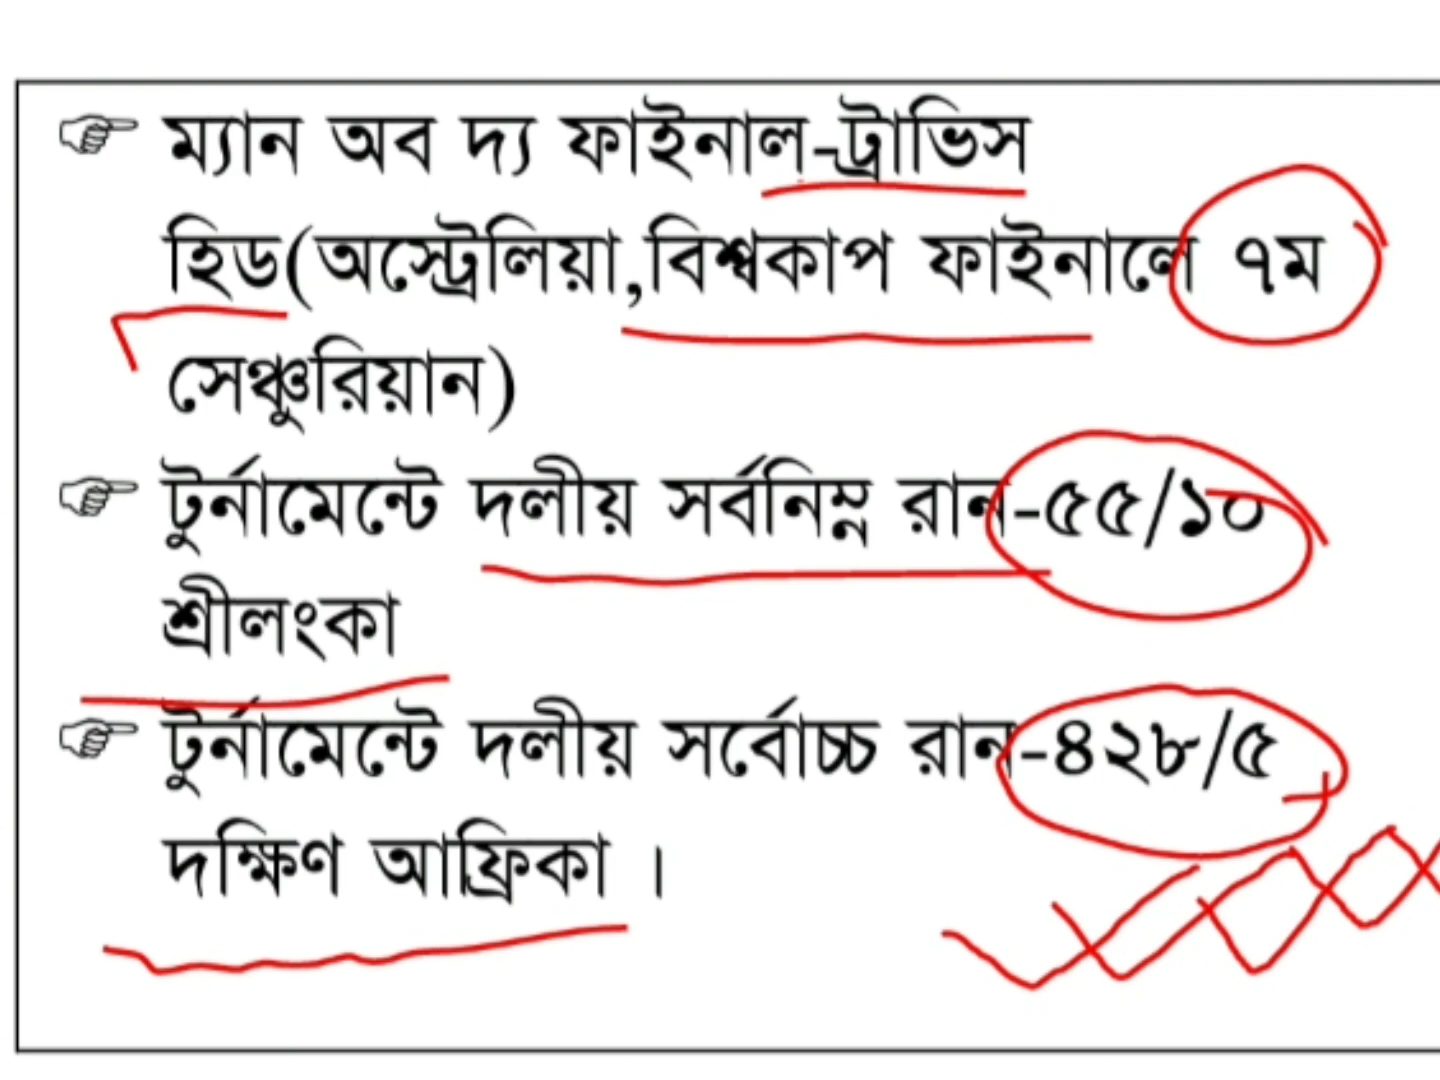 ☞ ম্যান অব দ্য ফাইনাল-ট্রাভিস
হিড(অস্ট্রেলিয়া,বিশ্বকাপ ফাইনালে ৭ম
সেঞ্চুরিয়ান)
☞ টুর্নামেন্টে দলীয় সর্বনিম্ন রান-৫৫/১০
শ্রীলংকা
☞ টুর্নামেন্টে দলীয় সর্বোচ্চ রান-৪২৮/৫
দক্ষিণ আফ্রিকা ।